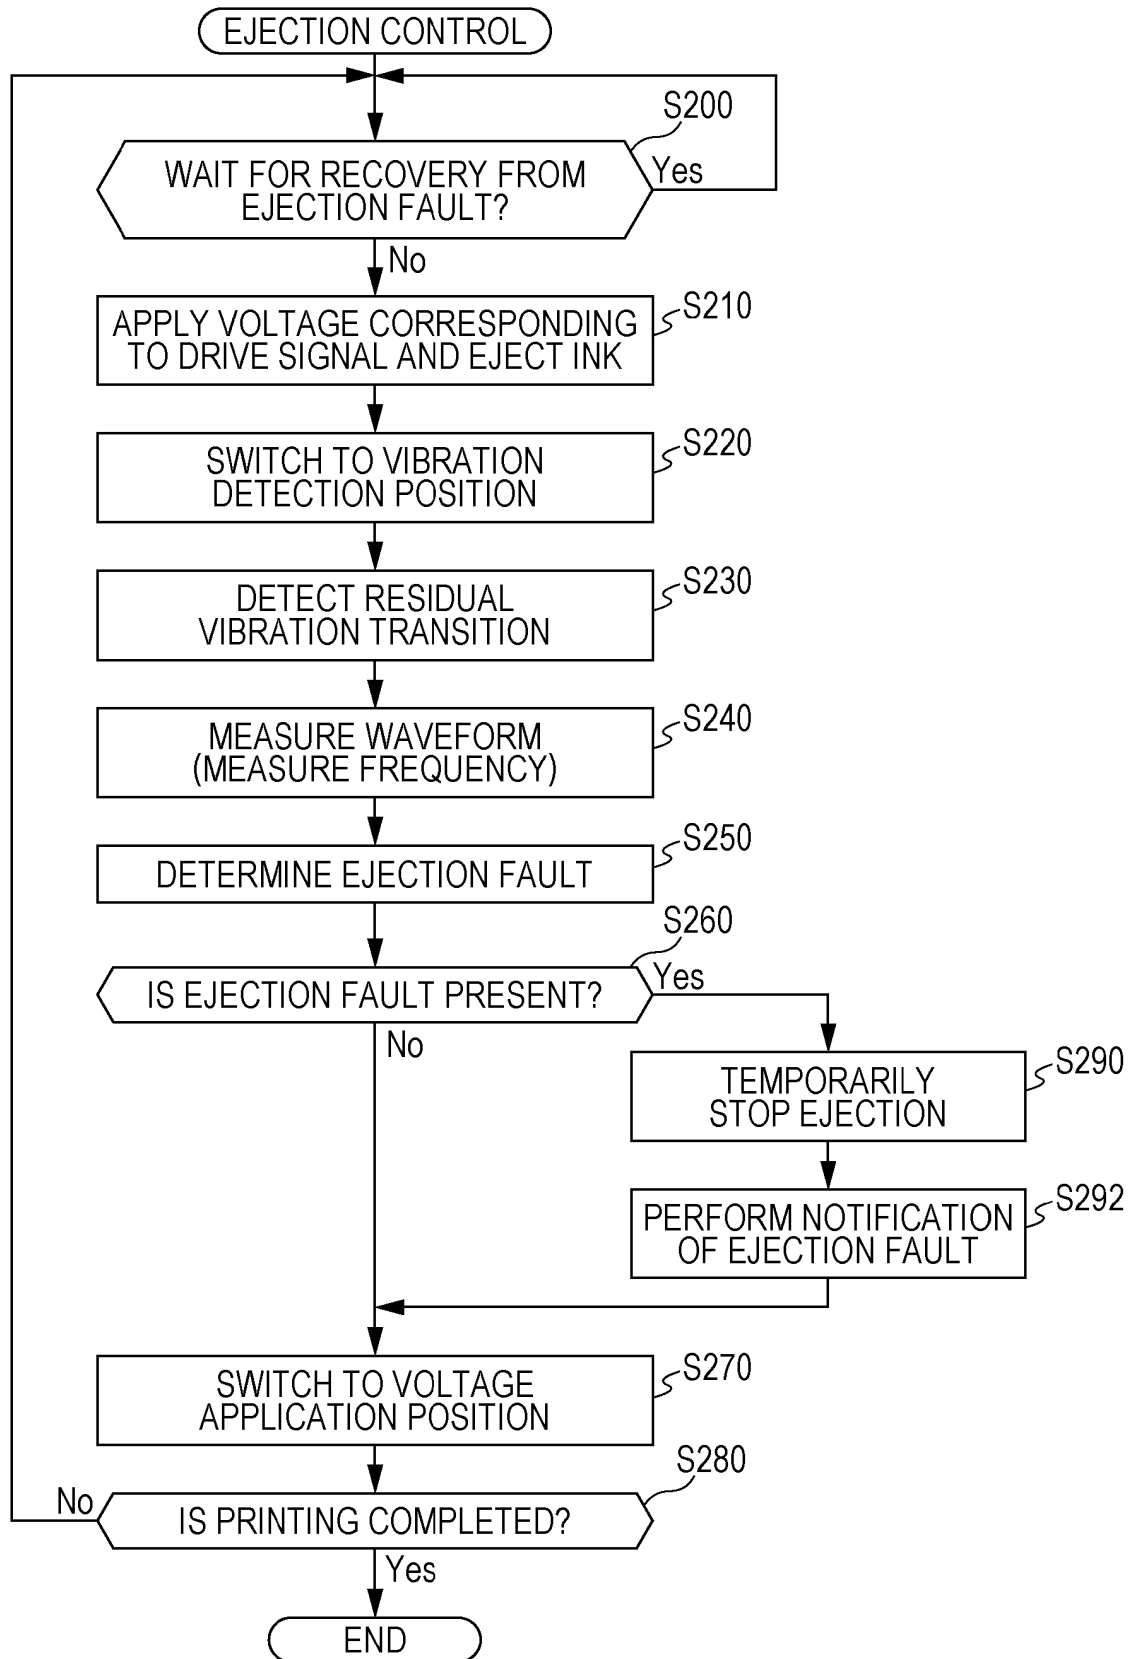 EJECTION CONTROL
S200
WAIT FOR RECOVERY FROM
EJECTION FAULT?
Yes
No
S210
APPLY VOLTAGE CORRESPONDING
TO DRIVE SIGNAL AND EJECT INK
S220
SWITCH TO VIBRATION
DETECTION POSITION
S230
DETECT RESIDUAL
VIBRATION TRANSITION
S240
MEASURE WAVEFORM
(MEASURE FREQUENCY)
S250
DETERMINE EJECTION FAULT
S260
IS EJECTION FAULT PRESENT?
Yes
No
S290
TEMPORARILY
STOP EJECTION
S292
PERFORM NOTIFICATION
OF EJECTION FAULT
S270
SWITCH TO VOLTAGE
APPLICATION POSITION
S280
No
IS PRINTING COMPLETED?
Yes
END